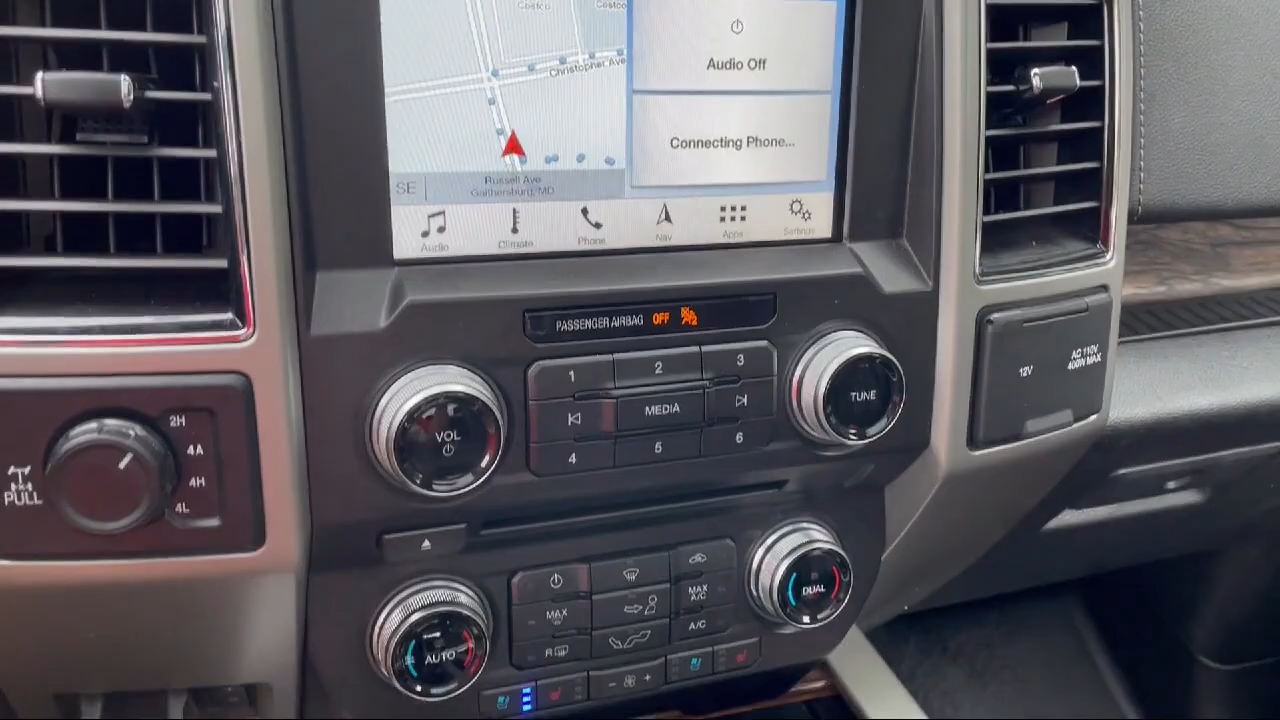 Costco
Costco
Christopher Ave
Audio Off
Connecting Phone...
SE
Russell Ave
Gaithersburg, MD
Audio
Climate
Phone
Nav
Apps
Settings
PASSENGER AIRBAG OFF
1
2
3
MEDIA
4
5
6
VOL
TUNE
12V
AC 110V
400W MAX
2H
4A
4H
4L
PULL
MAX
R
MAX
A/C
A/C
AUTO
DUAL
- +